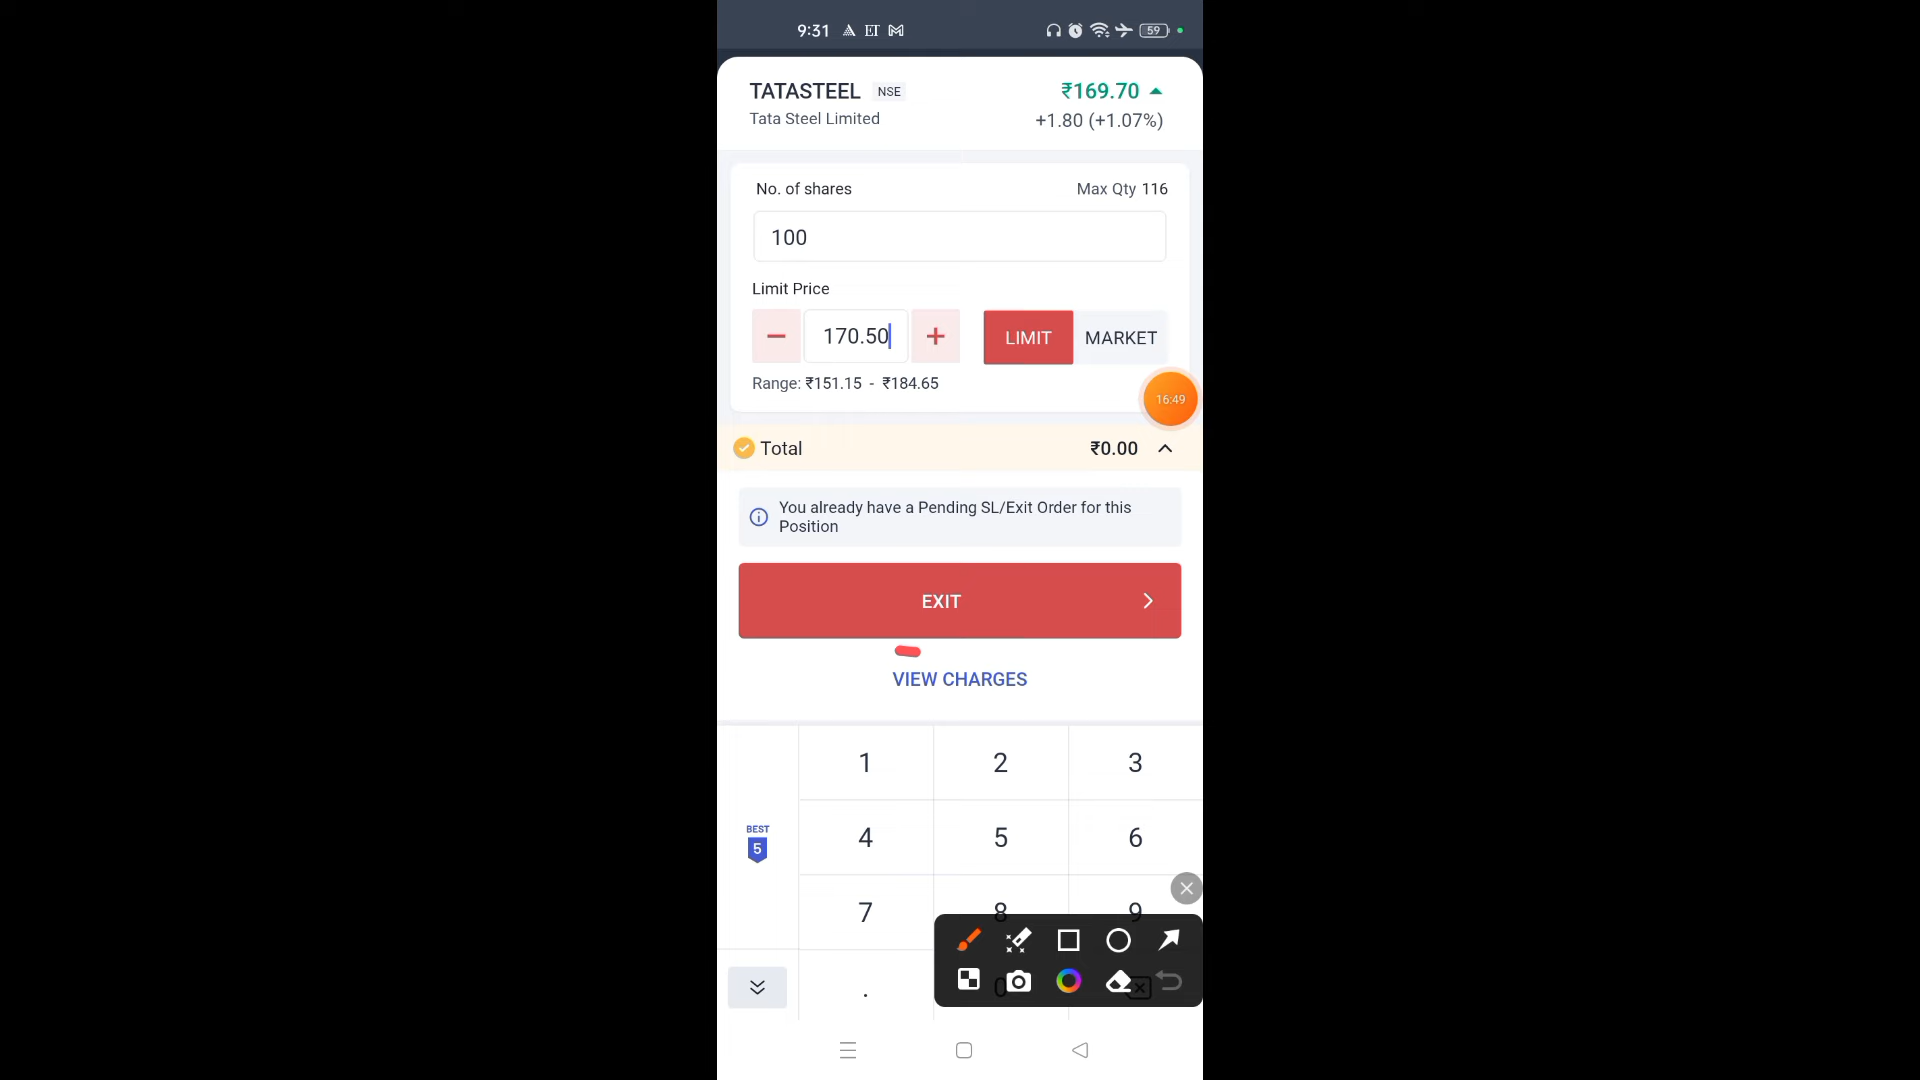 9:31 ET 59
TATASTEEL NSE ₹169.70
Tata Steel Limited +1.80 (+1.07%)
No. of shares Max Qty 116
100
Limit Price
170.50 LIMIT MARKET
Range: ₹151.15 - ₹184.65
16:49
Total ₹0.00
You already have a Pending SL/Exit Order for this
Position
EXIT
VIEW CHARGES
1 2 3
BEST
5
4 5 6
7 8 9
. 0